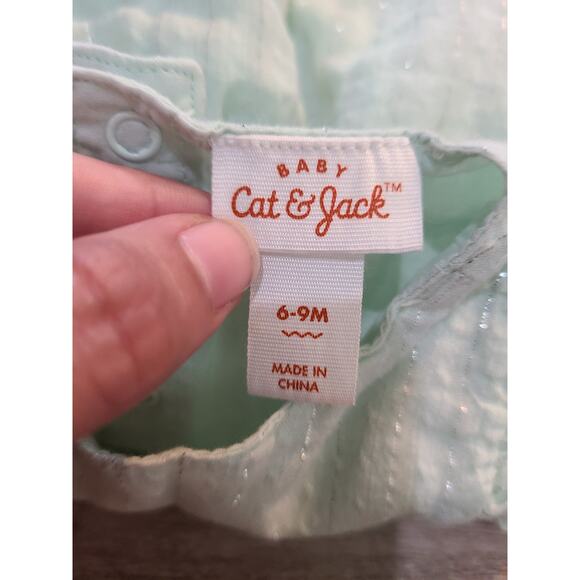 BABY
Cat & Jack™
6-9M
MADE IN
CHINA